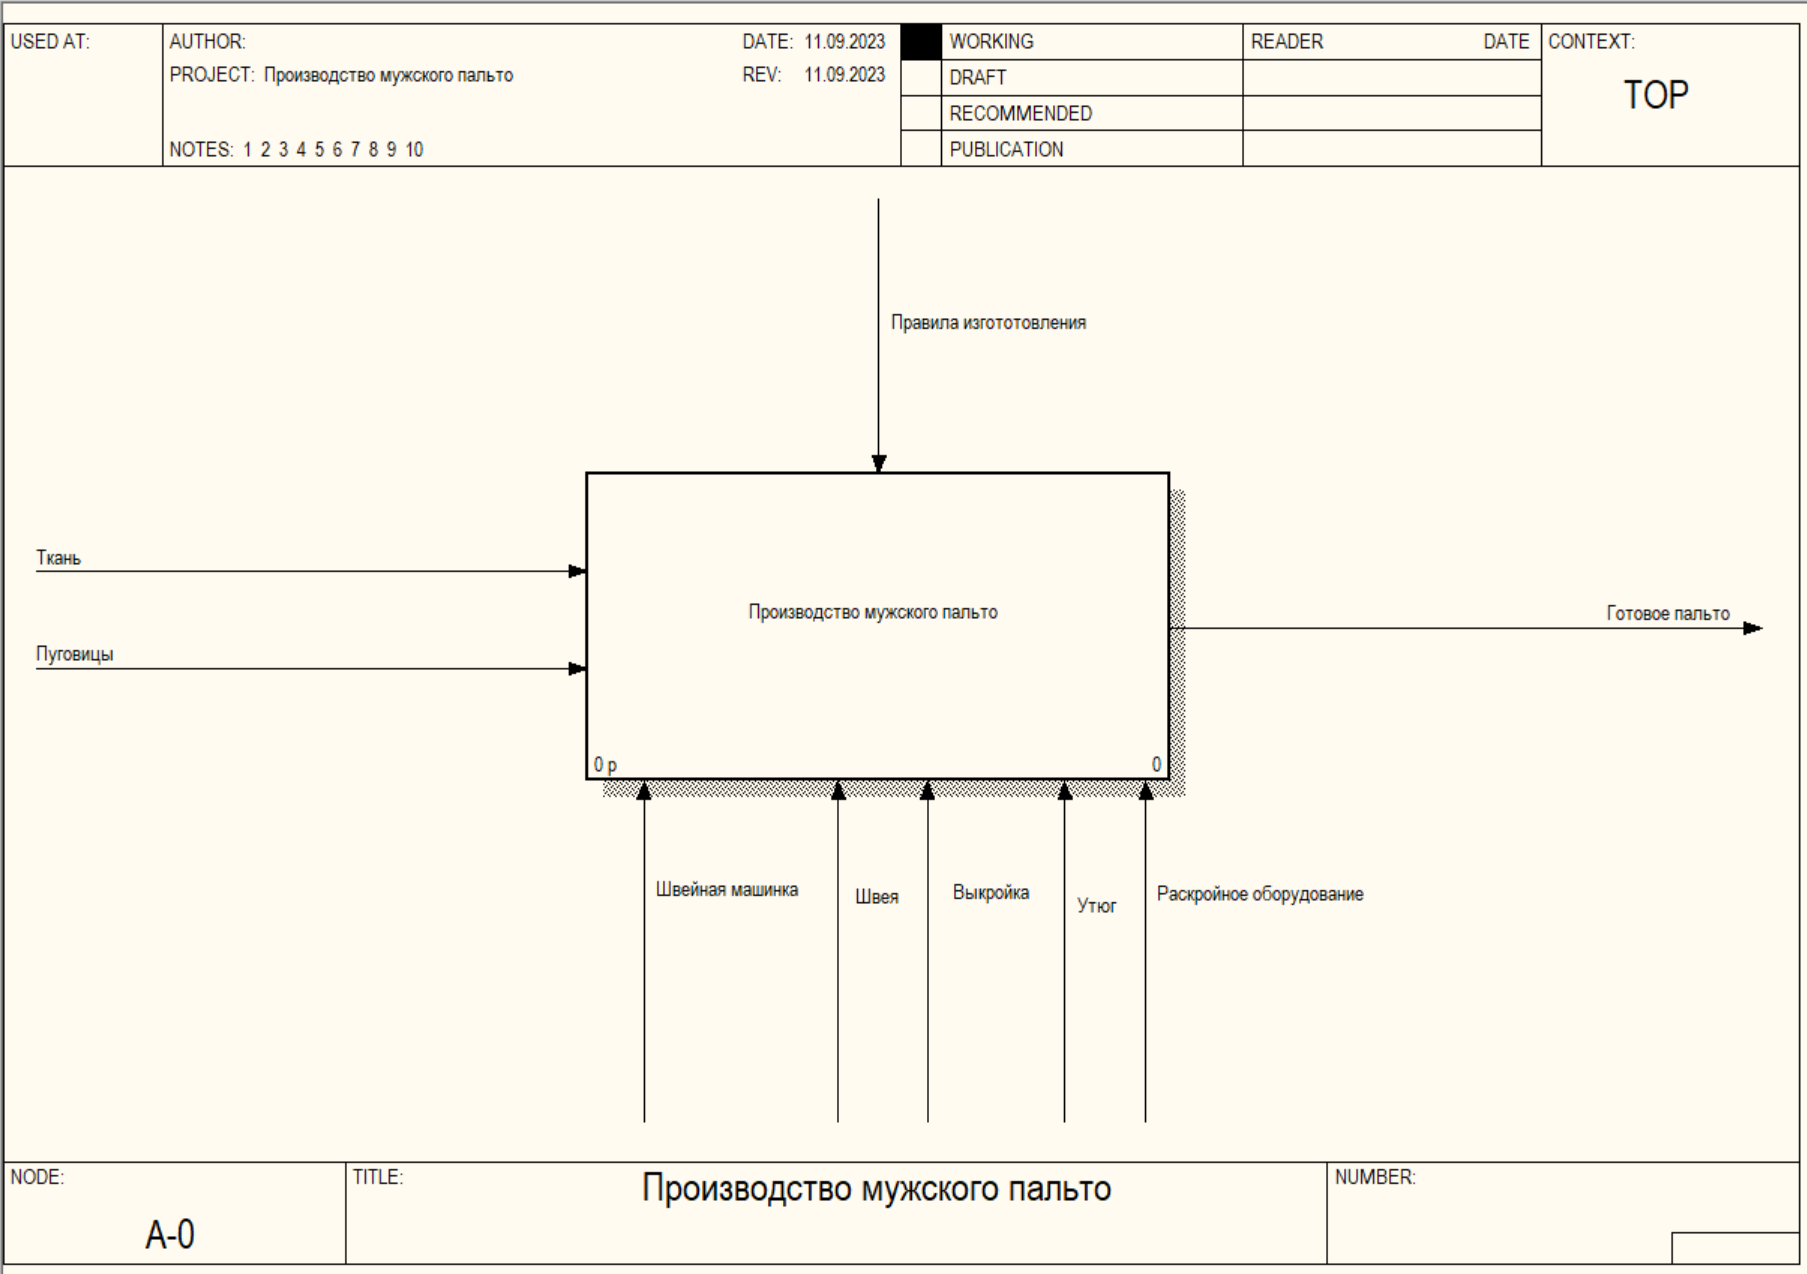 USED AT:
AUTHOR:
DATE: 11.09.2023
PROJECT: Производство мужского пальто
REV: 11.09.2023
NOTES: 1 2 3 4 5 6 7 8 9 10
WORKING
DRAFT
RECOMMENDED
PUBLICATION
READER
DATE
CONTEXT:
TOP
Правила изгототовления
Ткань
Пуговицы
Производство мужского пальто
Готовое пальто
0 р
0
Швейная машинка
Швея
Выкройка
Утюг
Раскройное оборудование
NODE:
A-0
TITLE:
Производство мужского пальто
NUMBER: